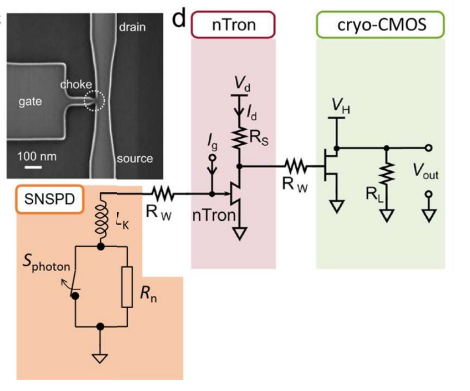 drain
choke
gate
source
100 nm
d
nTron
cryo-CMOS
V_d
I_d
R_S
I_g
R_W
nTron
R_W
V_H
R_L
V_out
SNSPD
L_K
S_photon
R_n